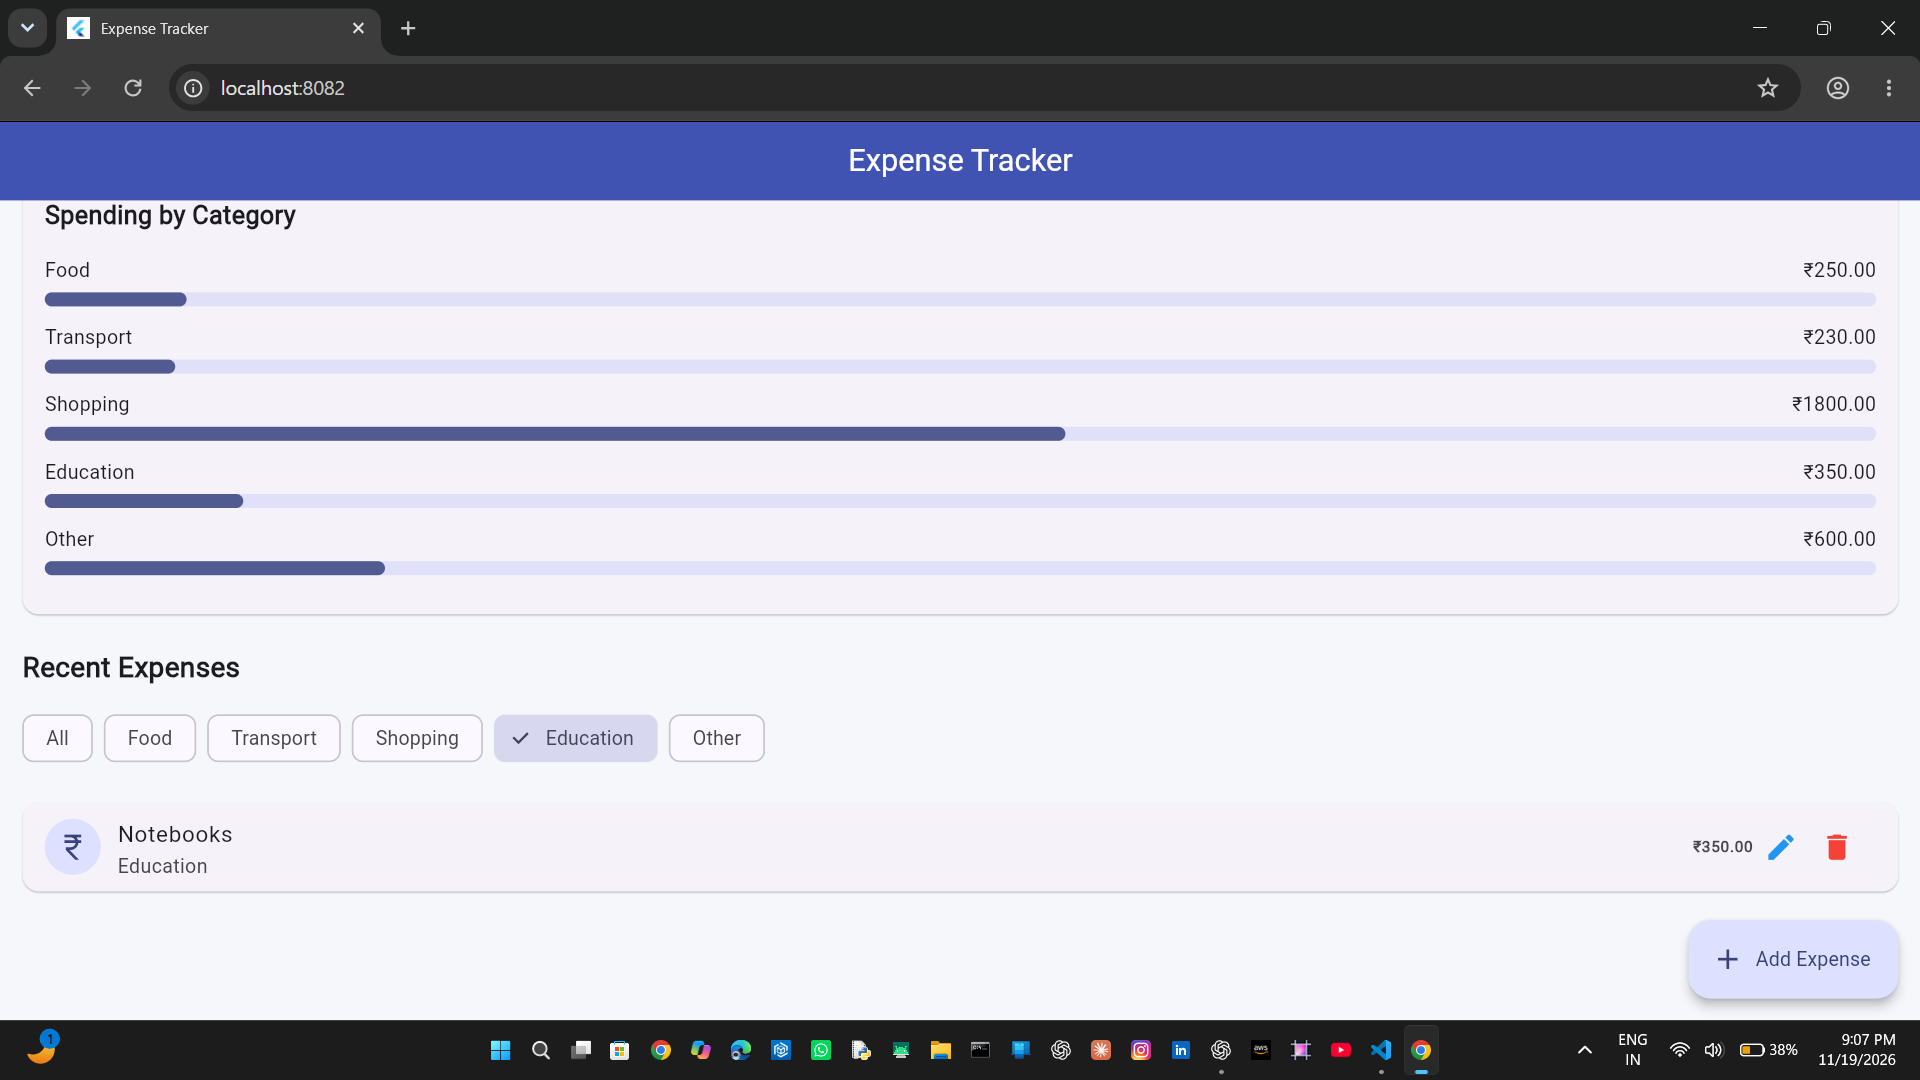 Expense Tracker
localhost:8082
Expense Tracker
Spending by Category
Food ₹250.00
Transport ₹230.00
Shopping ₹1800.00
Education ₹350.00
Other ₹600.00
Recent Expenses
All Food Transport Shopping Education Other
Notebooks
Education
₹350.00
Add Expense
1
ENG
IN
38%
9:07 PM
11/19/2026